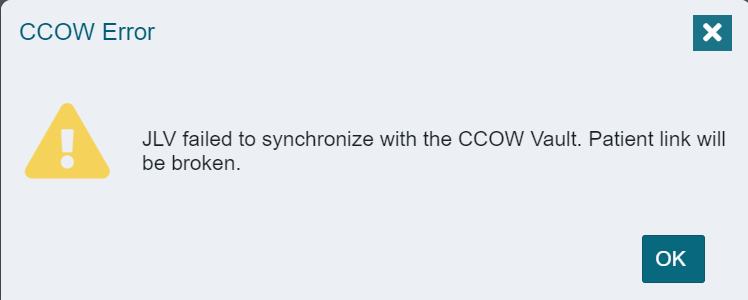 CCOW Error
JLV failed to synchronize with the CCOW Vault. Patient link will
be broken.
OK